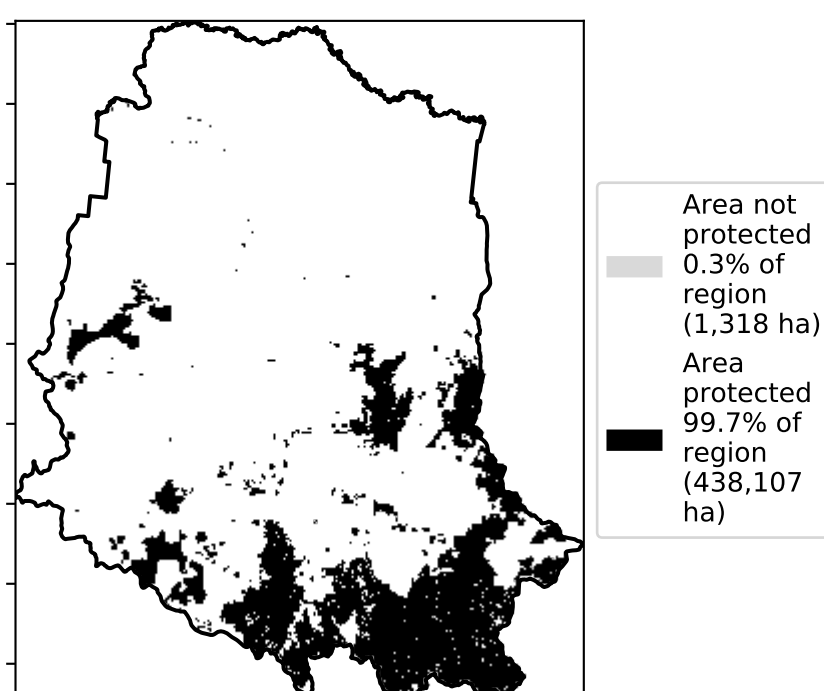 Area not
protected
0.3% of
region
(1,318 ha)
Area
protected
99.7% of
region
(438,107
ha)